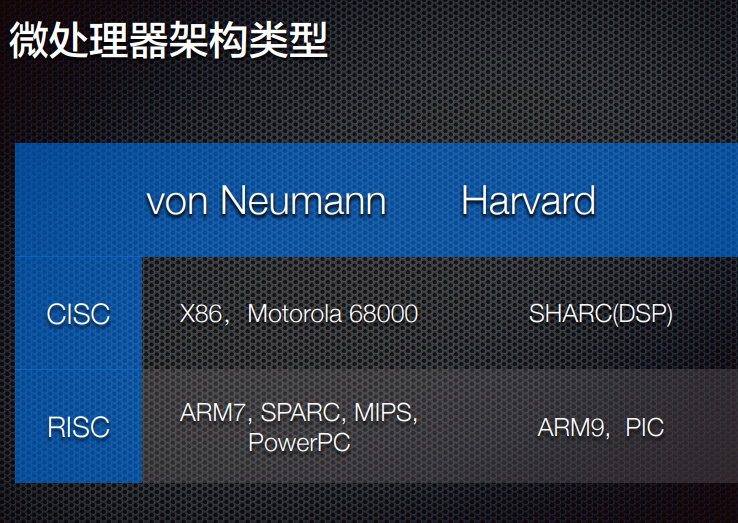 微处理器架构类型
von Neumann Harvard
CISC X86，Motorola 68000 SHARC(DSP)
RISC ARM7, SPARC, MIPS, PowerPC ARM9，PIC